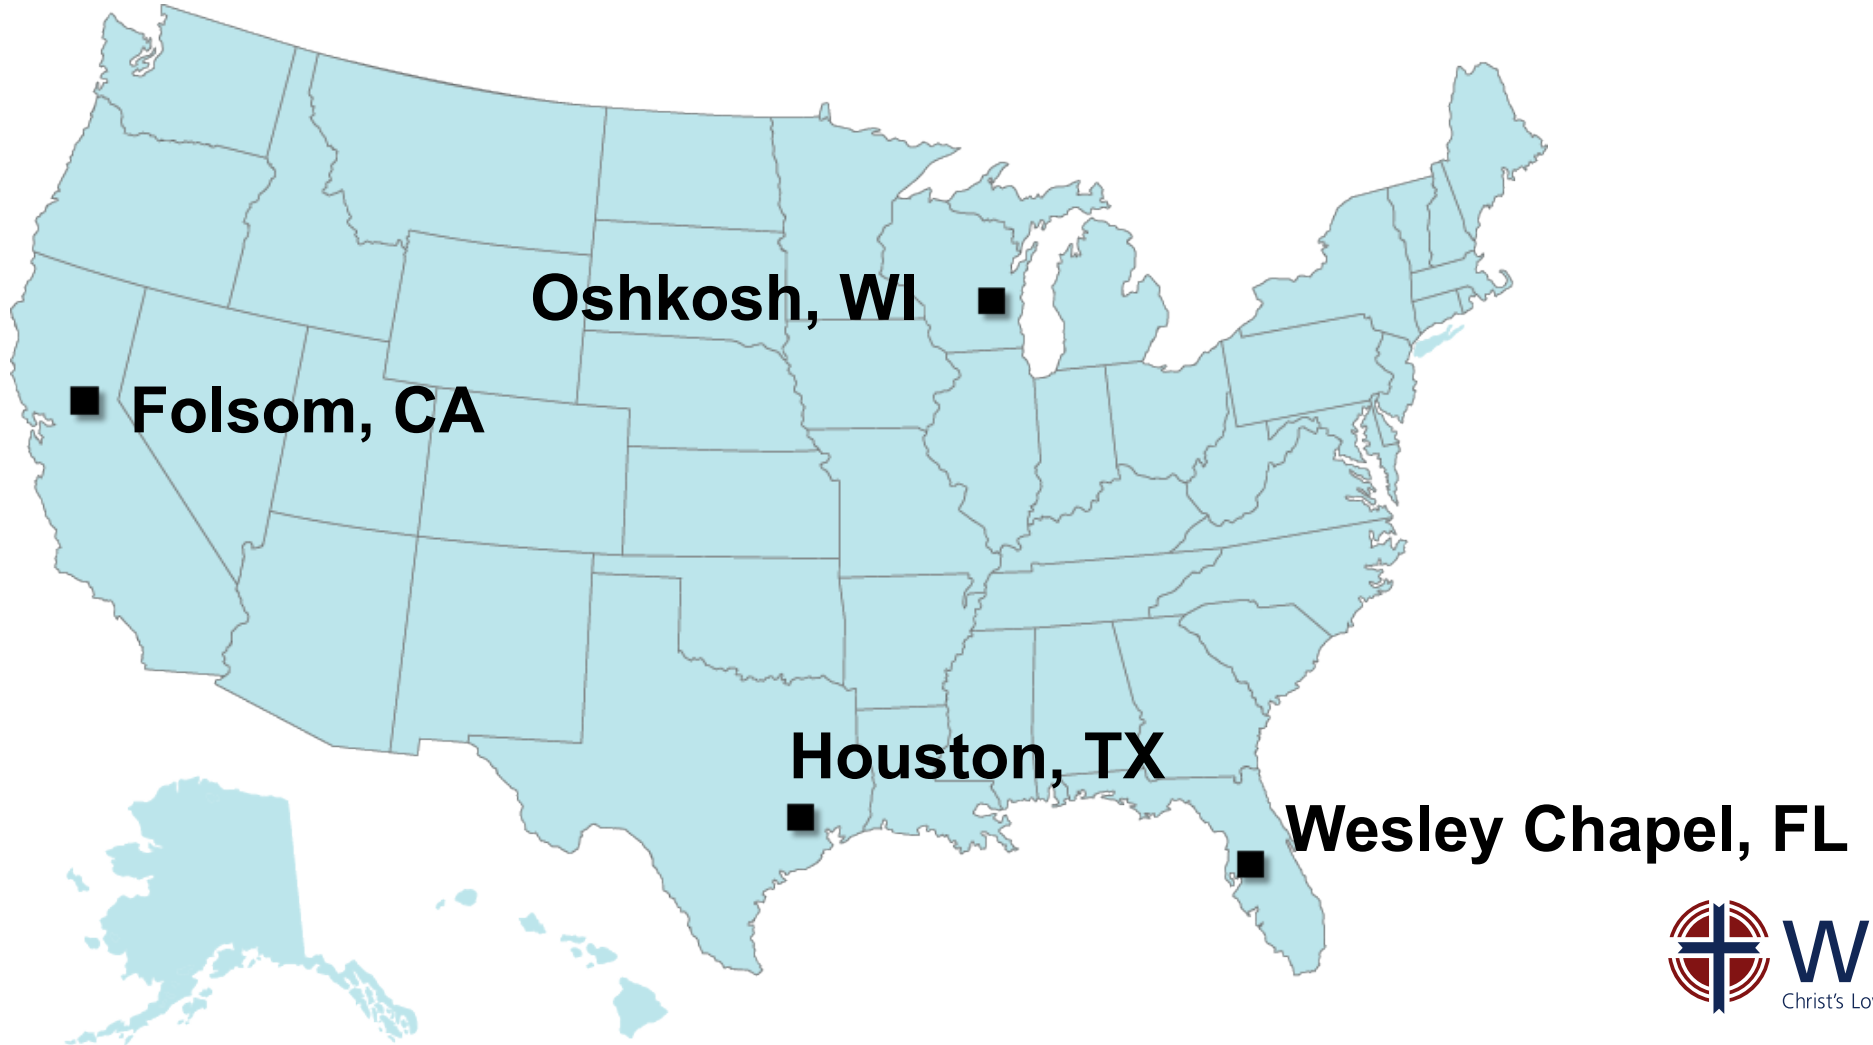 Oshkosh, WI
Folsom, CA
Houston, TX
Wesley Chapel, FL
W
Christ's Lo